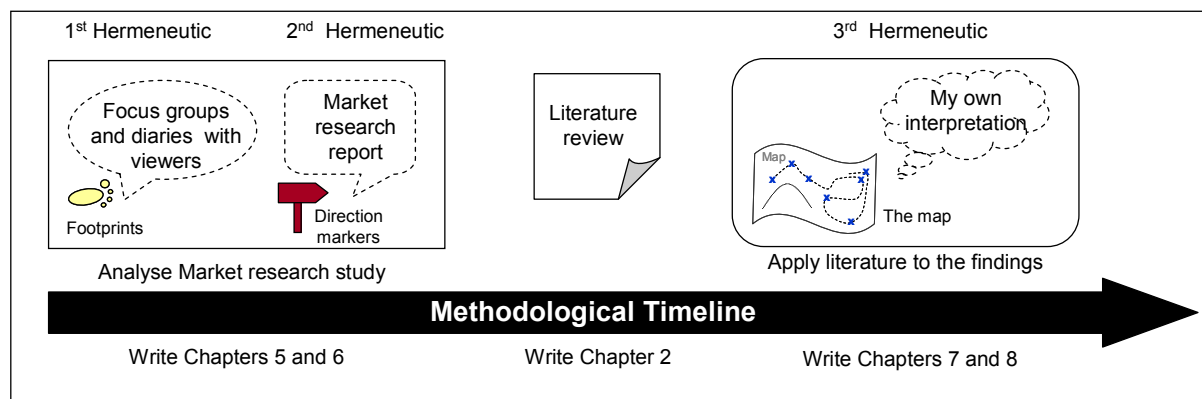 1st Hermeneutic
2nd Hermeneutic
3rd Hermeneutic
Focus groups
and diaries with
viewers
Footprints
Market
research
report
Direction
markers
Analyse Market research study
Literature
review
My own
interpretation
Map
The map
Apply literature to the findings
Methodological Timeline
Write Chapters 5 and 6
Write Chapter 2
Write Chapters 7 and 8